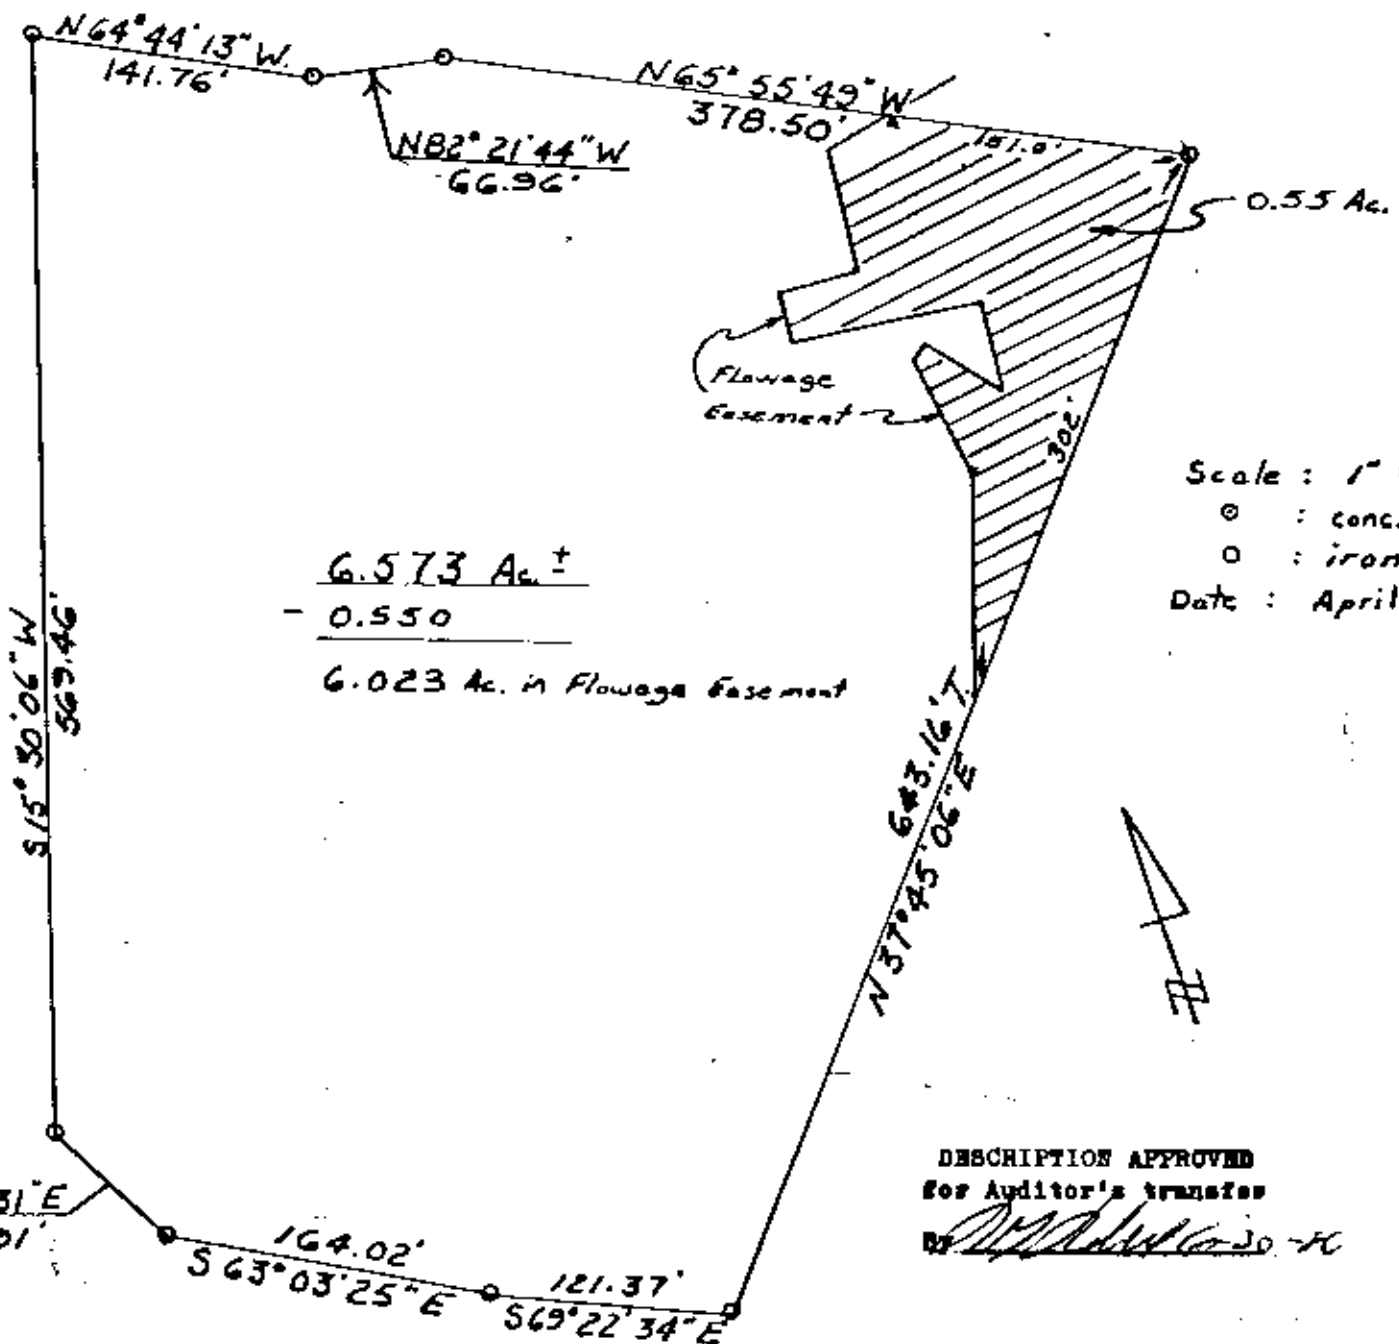 N64°44'13"W.
141.76'
N82°21'44"W
66.96'
N65°55'49"W
378.50'
151.0'
0.55 Ac.
Flowage
Easement
302'
Scale : 1"
⊙ : conc.
o : iron
Date : April
6.573 Ac. ±
- 0.550
6.023 Ac. in Flowage Easement
S15°30'06"W
569.46'
643.16' T.
N37°45'06"E
31"E
01'
164.02'
S63°03'25"E
121.37'
S69°22'34"E
DESCRIPTION APPROVED
for Auditor's transfer
By